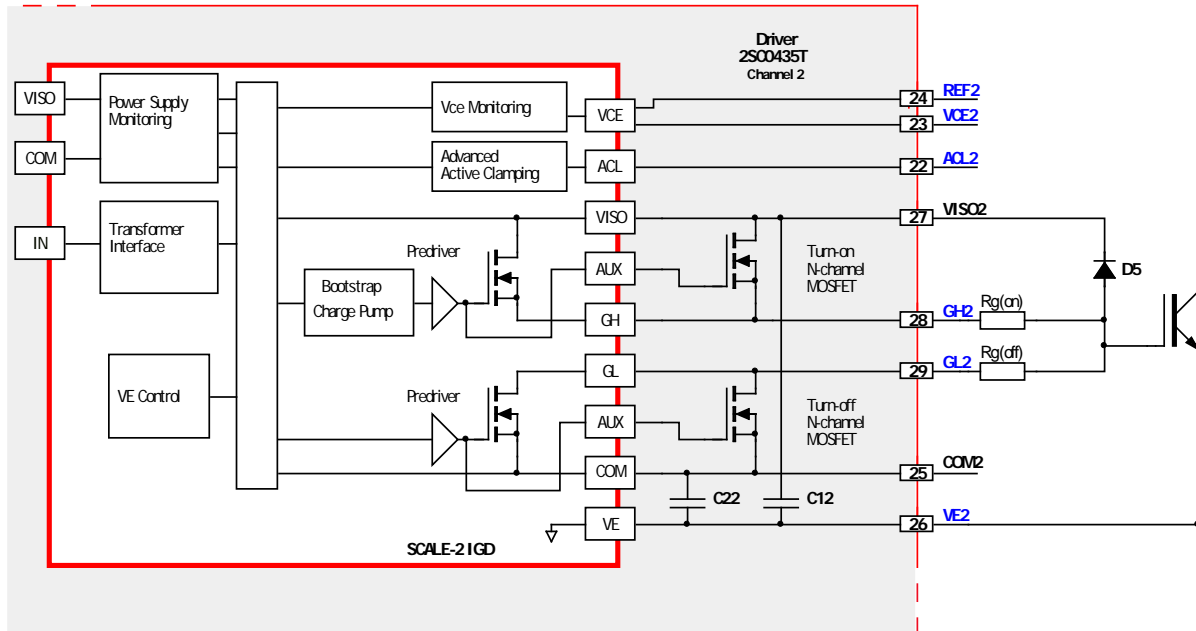 Driver
2SC0435T
Channel 2
VISO
COM
IN
Power Supply
Monitoring
Transformer
Interface
VE Control
Vce Monitoring
Advanced
Active Clamping
Predriver
Bootstrap
Charge Pump
Predriver
VCE
ACL
VISO
AUX
GH
GL
AUX
COM
VE
SCALE-2 IGD
Turn-on
N-channel
MOSFET
Turn-off
N-channel
MOSFET
C22
C12
24 REF2
23 VCE2
22 ACL2
27 VISO2
28 GH2
29 GL2
25 COM2
26 VE2
Rg(on)
Rg(off)
D5